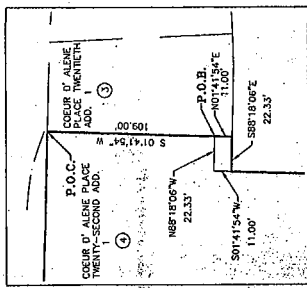 P.O.C.
COEUR D' ALENE PLACE
TWENTY-SECOND ADD.
1
4
COEUR D' ALENE
PLACE TWENTIETH
ADD. 1
3
S 01°41'54" W
109.00'
P.O.B.
N01°41'54"E
11.00'
N88°18'06"W
22.33'
S01°41'54"W
11.00'
S88°18'06"E
22.33'